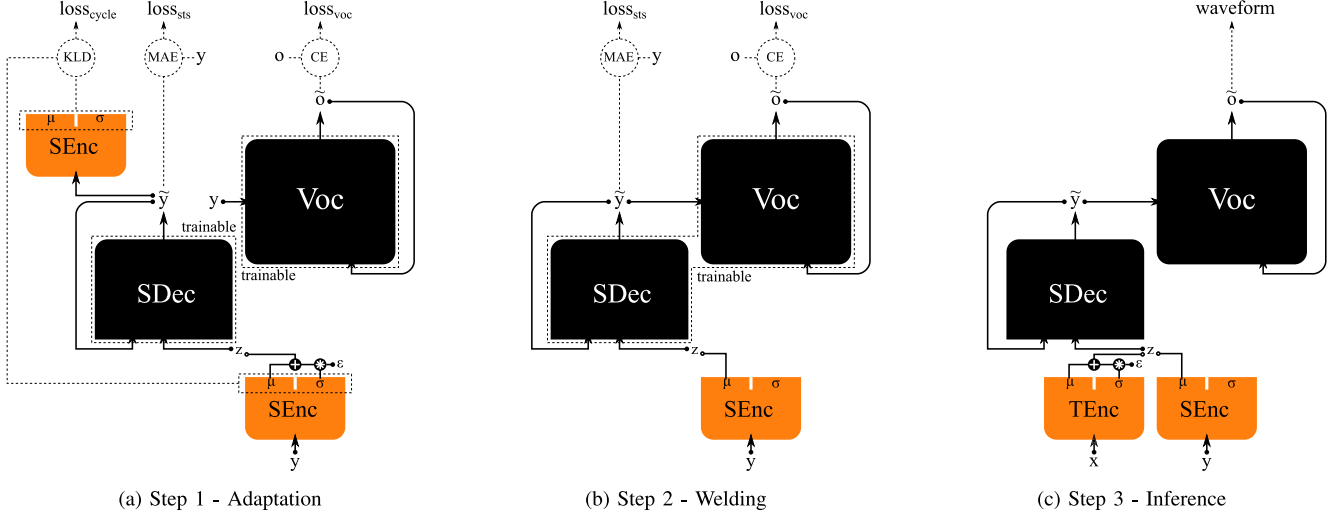 loss_cycle loss_sts loss_voc
KLD MAE y o CE
õ
μ σ
SEnc
ỹ y Voc
trainable
trainable
SDec
z
ε
μ σ
SEnc
y
(a) Step 1 - Adaptation
loss_sts loss_voc
MAE y o CE
õ
ỹ Voc
trainable
SDec
z
μ σ
SEnc
y
(b) Step 2 - Welding
waveform
õ
ỹ Voc
SDec
z
ε
μ σ μ σ
TEnc SEnc
x y
(c) Step 3 - Inference